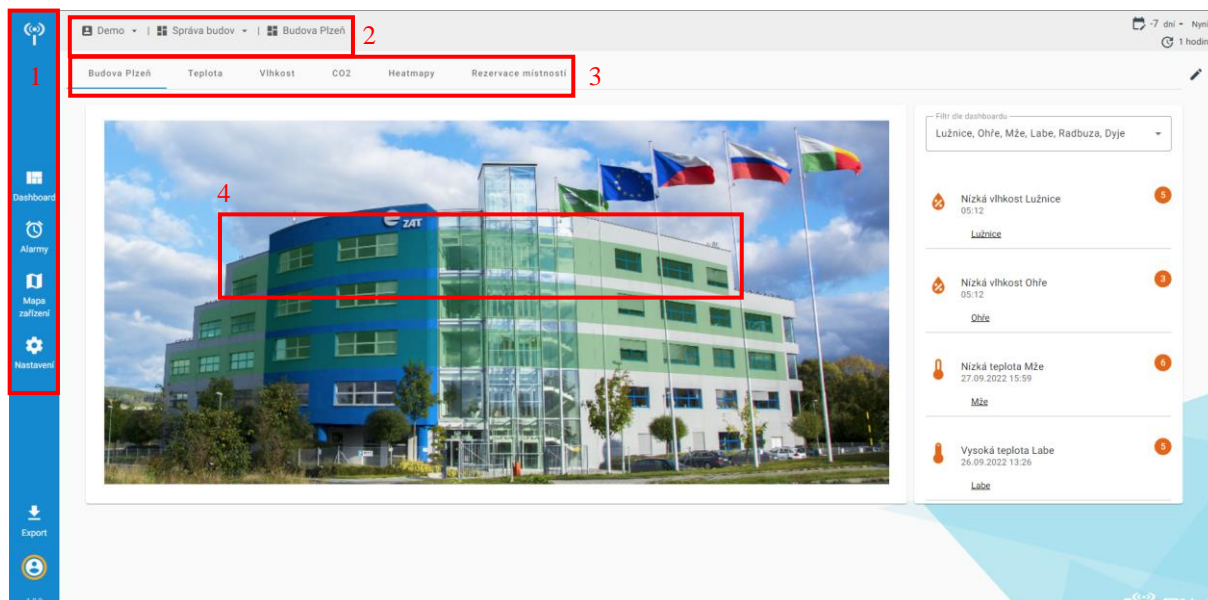 Demo | Správa budov | Budova Plzeň 2
-7 dní - Nyní
1 hodin
1
Budova Plzeň Teplota Vlhkost CO2 Heatmapy Rezervace místností 3
Dashboard
Alarmy
Mapa
zařízení
Nastavení
Export
4
ZAT
Filtr dle dashboardu
Lužnice, Ohře, Mže, Labe, Radbuza, Dyje
Nízká vlhkost Lužnice 5
05:12
Lužnice
Nízká vlhkost Ohře 3
05:12
Ohře
Nízká teplota Mže 6
27.09.2022 15:59
Mže
Vysoká teplota Labe 5
26.09.2022 13:26
Labe